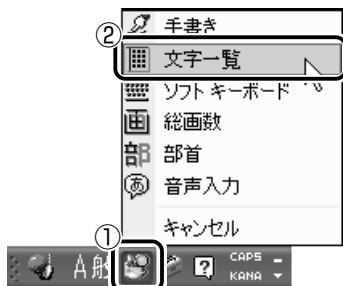 ② 手書き
文字一覧
ソフト キーボード
総画数
部首
音声入力
キャンセル
①
A 般 CAPS
KANA